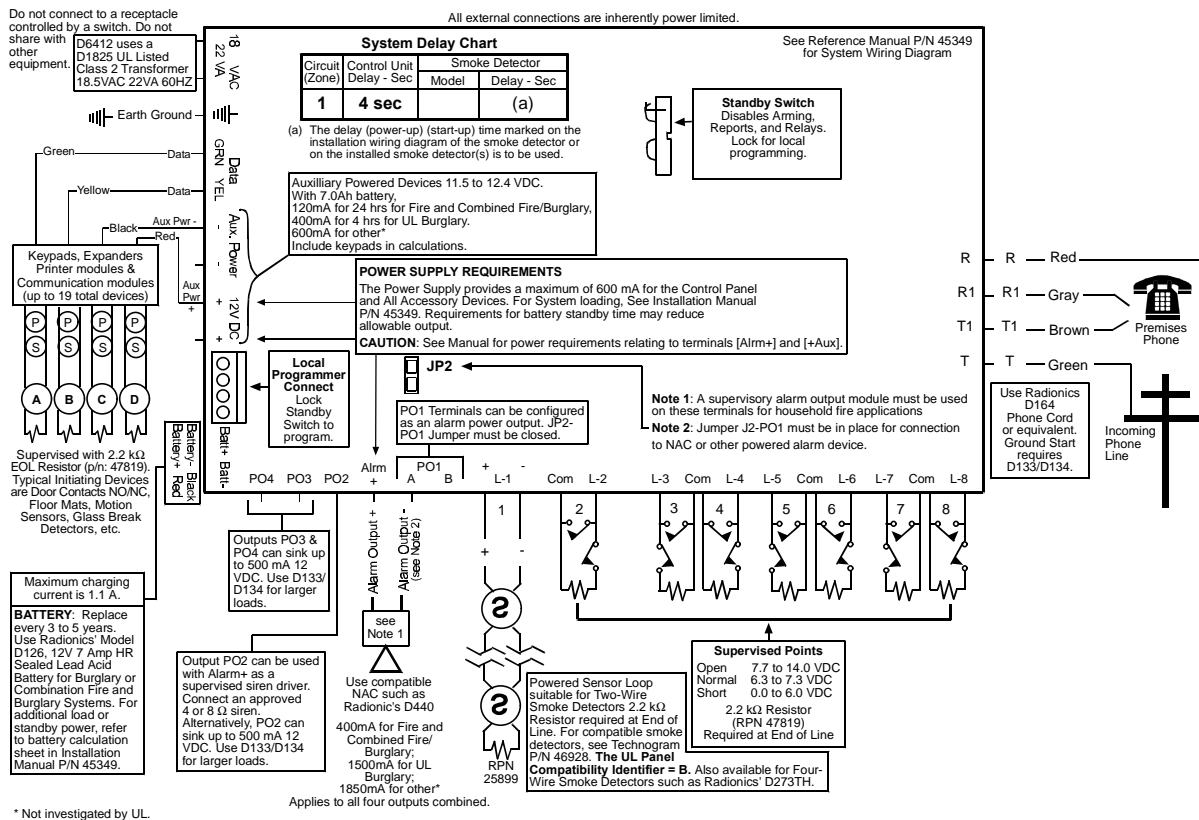 Do not connect to a receptacle
controlled by a switch. Do not
share with
other
equipment.
D6412 uses a
D1825 UL Listed
Class 2 Transformer
18.5VAC 22VA 60HZ
All external connections are inherently power limited.
18 VAC
22 VA
System Delay Chart
Circuit (Zone)
Control Unit Delay - Sec
Smoke Detector
Model
Delay - Sec
1
4 sec
(a)
(a) The delay (power-up) (start-up) time marked on the
installation wiring diagram of the smoke detector or
on the installed smoke detector(s) is to be used.
See Reference Manual P/N 45349
for System Wiring Diagram
Standby Switch
Disables Arming,
Reports, and Relays.
Lock for local
programming.
Earth Ground
Green
Data
GRN
Data
Yellow
Data
YEL
Black
Aux Pwr -
-
Red
Aux. Power
-
Aux
Pwr
+
+
12V DC
+
Auxilliary Powered Devices 11.5 to 12.4 VDC.
With 7.0Ah battery,
120mA for 24 hrs for Fire and Combined Fire/Burglary,
400mA for 4 hrs for UL Burglary.
600mA for other*
Include keypads in calculations.
Keypads, Expanders
Printer modules &
Communication modules
(up to 19 total devices)
P P P P
S S S S
A B C D
POWER SUPPLY REQUIREMENTS
The Power Supply provides a maximum of 600 mA for the Control Panel
and All Accessory Devices. For System loading, See Installation Manual
P/N 45349. Requirements for battery standby time may reduce
allowable output.
CAUTION: See Manual for power requirements relating to terminals [Alrm+] and [+Aux].
R R Red
R1 R1 Gray
T1 T1 Brown
T T Green
Premises
Phone
Incoming
Phone
Line
Use Radionics
D164
Phone Cord
or equivalent.
Ground Start
requires
D133/D134.
Local
Programmer
Connect
Lock
Standby
Switch to
program.
JP2
PO1 Terminals can be configured
as an alarm power output. JP2-
PO1 Jumper must be closed.
Note 1: A supervisory alarm output module must be used
on these terminals for household fire applications
Note 2: Jumper J2-PO1 must be in place for connection
to NAC or other powered alarm device.
Batt+ Batt-
Battery- Black
Battery+ Red
Supervised with 2.2 kΩ
EOL Resistor (p/n: 47819).
Typical Initiating Devices
are Door Contacts NO/NC,
Floor Mats, Motion
Sensors, Glass Break
Detectors, etc.
PO4 PO3 PO2
Alrm
+
PO1
A B
+ -
L-1
Com L-2
L-3 Com L-4
L-5 Com L-6
L-7 Com L-8
1 2 3 4 5 6 7 8
+ -
Alarm Output +
Alarm Output -
(see Note 2)
Outputs PO3 &
PO4 can sink up
to 500 mA 12
VDC. Use D133/
D134 for larger
loads.
see
Note 1
Maximum charging
current is 1.1 A.
BATTERY: Replace
every 3 to 5 years.
Use Radionics' Model
D126, 12V 7 Amp HR
Sealed Lead Acid
Battery for Burglary or
Combination Fire and
Burglary Systems. For
additional load or
standby power, refer
to battery calculation
sheet in Installation
Manual P/N 45349.
Output PO2 can be used
with Alarm+ as a
supervised siren driver.
Connect an approved
4 or 8 Ω siren.
Alternatively, PO2 can
sink up to 500 mA 12
VDC. Use D133/D134
for larger loads.
Use compatible
NAC such as
Radionic's D440
400mA for Fire and
Combined Fire/
Burglary;
1500mA for UL
Burglary;
1850mA for other*
Applies to all four outputs combined.
S
S
RPN
25899
Powered Sensor Loop
suitable for Two-Wire
Smoke Detectors 2.2 kΩ
Resistor required at End of
Line. For compatible smoke
detectors, see Technogram
P/N 46928. The UL Panel
Compatibility Identifier = B. Also available for Four-
Wire Smoke Detectors such as Radionics' D273TH.
Supervised Points
Open 7.7 to 14.0 VDC
Normal 6.3 to 7.3 VDC
Short 0.0 to 6.0 VDC
2.2 kΩ Resistor
(RPN 47819)
Required at End of Line
* Not investigated by UL.